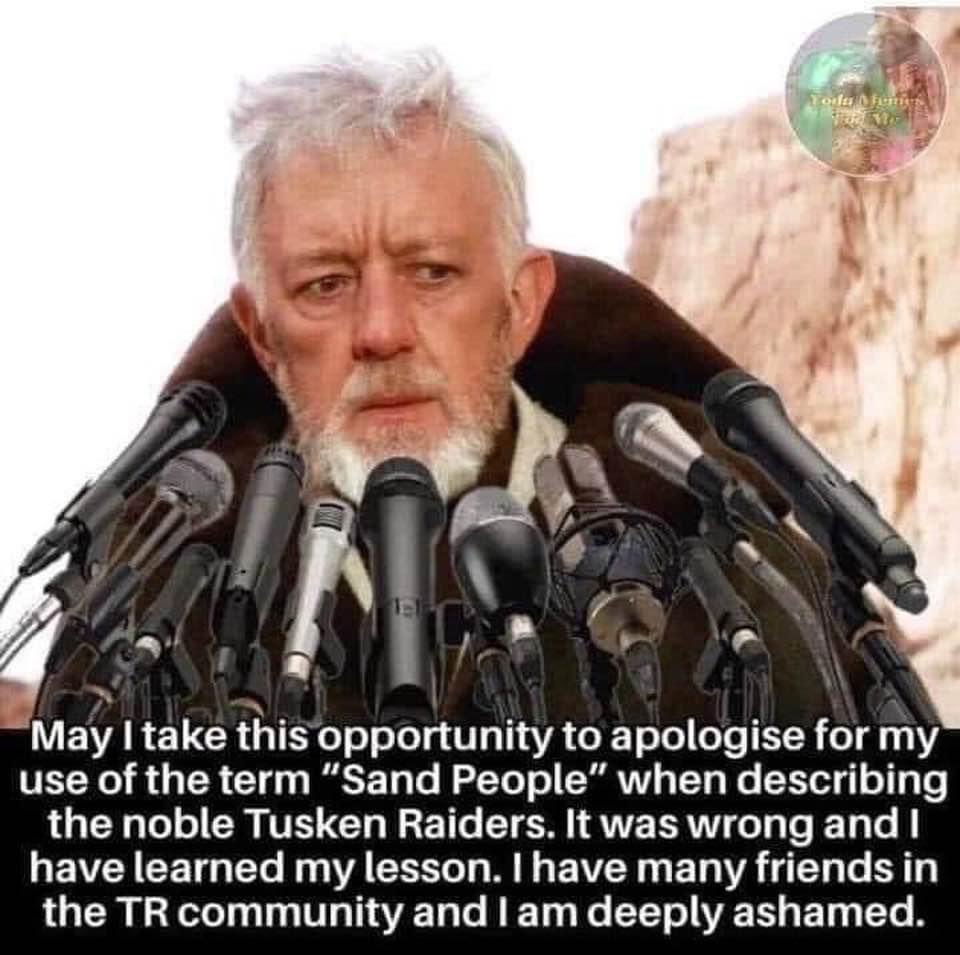 Yoda Memes
May I take this opportunity to apologise for my
use of the term “Sand People” when describing
the noble Tusken Raiders. It was wrong and I
have learned my lesson. I have many friends in
the TR community and I am deeply ashamed.